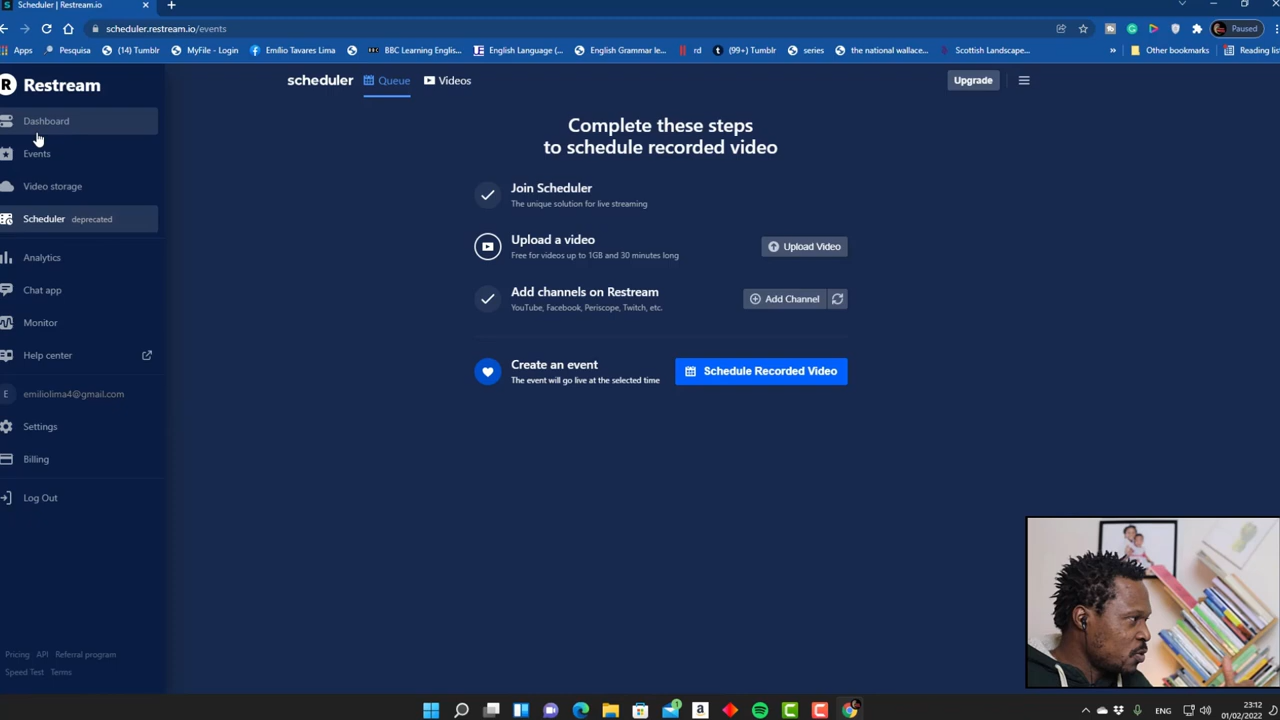 Scheduler | Restream.io
scheduler.restream.io/events
Paused
Apps
Pesquisa
(14) Tumblr
MyFile - Login
Emílio Tavares Lima
BBC Learning Englis...
English Language (...
English Grammar le...
rd
(99+) Tumblr
series
the national wallace...
Scottish Landscape...
Other bookmarks
Reading list
Restream
Dashboard
Events
Video storage
Scheduler deprecated
Analytics
Chat app
Monitor
Help center
E emiliolima4@gmail.com
Settings
Billing
Log Out
Pricing API Referral program
Speed Test Terms
scheduler Queue Videos
Upgrade
Complete these steps
to schedule recorded video
Join Scheduler
The unique solution for live streaming
Upload a video
Free for videos up to 1GB and 30 minutes long
Upload Video
Add channels on Restream
YouTube, Facebook, Periscope, Twitch, etc.
Add Channel
Create an event
The event will go live at the selected time
Schedule Recorded Video
ENG
23:12
01/02/2022